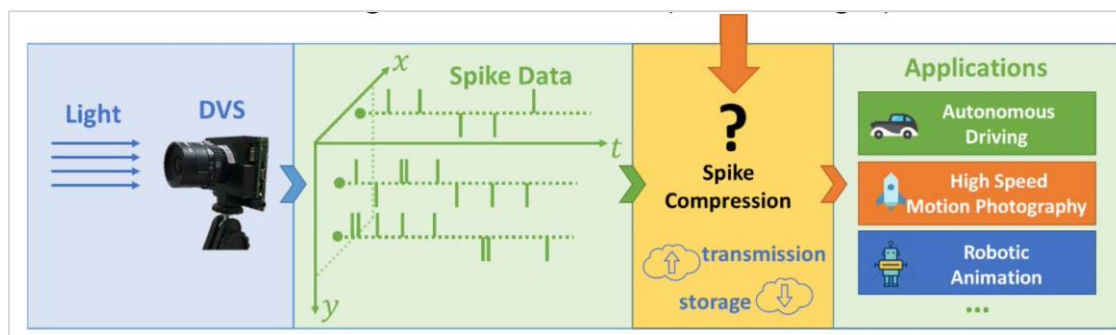 Light
DVS
Spike Data
x
t
y
?
Spike
Compression
transmission
storage
Applications
Autonomous
Driving
High Speed
Motion Photography
Robotic
Animation
...